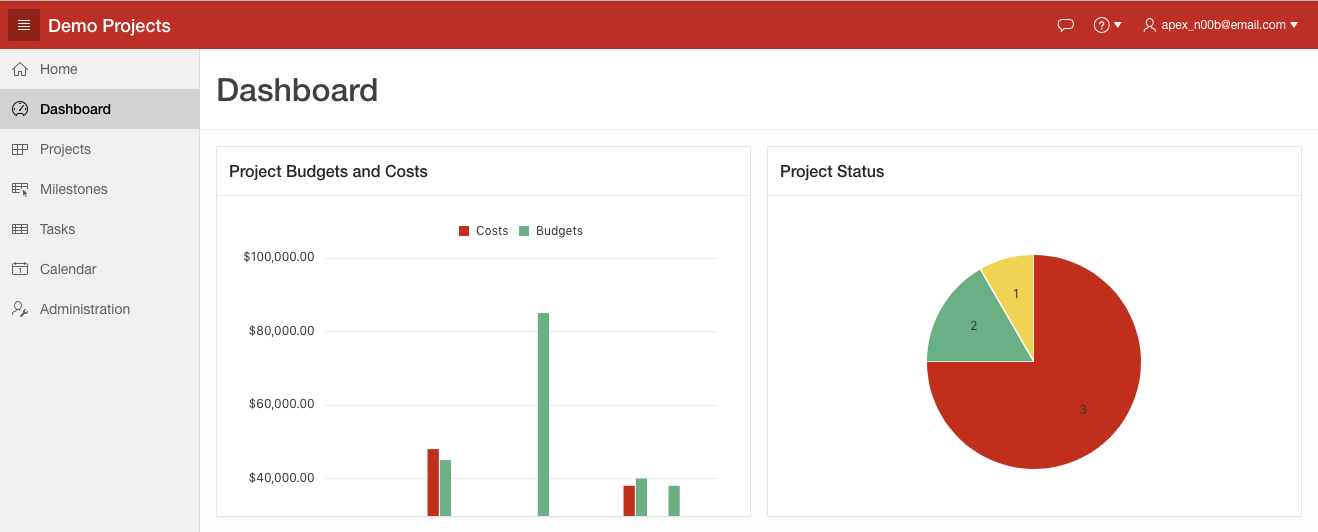 Demo Projects
apex_n00b@email.com
Home
Dashboard
Projects
Milestones
Tasks
Calendar
Administration
Dashboard
Project Budgets and Costs
Costs Budgets
$100,000.00
$80,000.00
$60,000.00
$40,000.00
Project Status
1
2
3